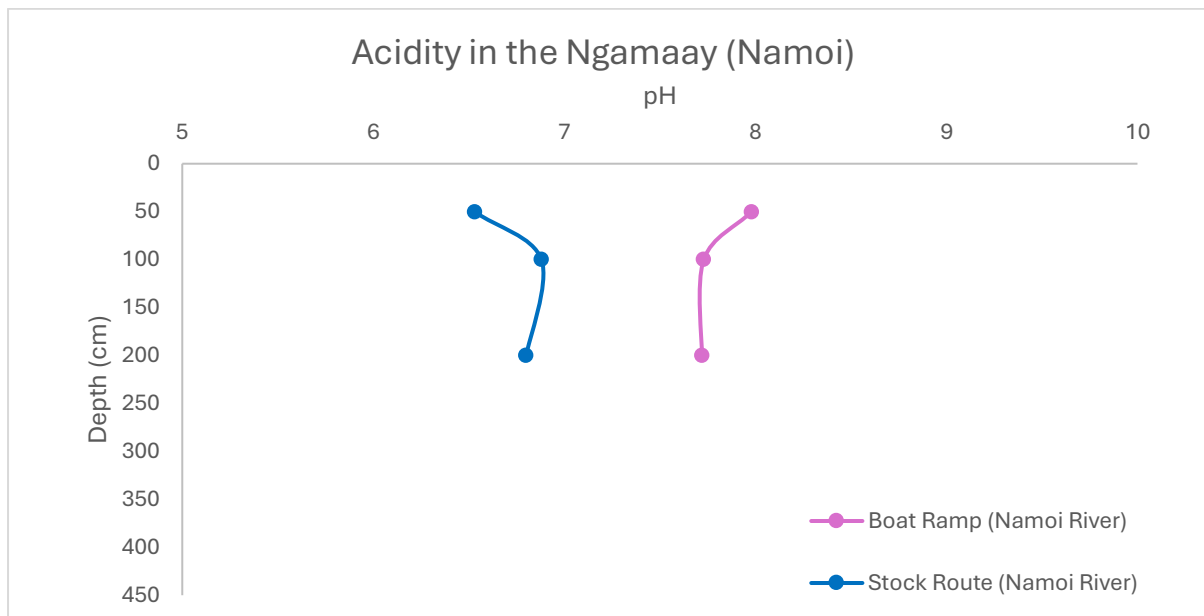 Acidity in the Ngamaay (Namoi)
pH
5 6 7 8 9 10
0
50
100
150
200
250
300
350
400
450
Depth (cm)
Boat Ramp (Namoi River)
Stock Route (Namoi River)